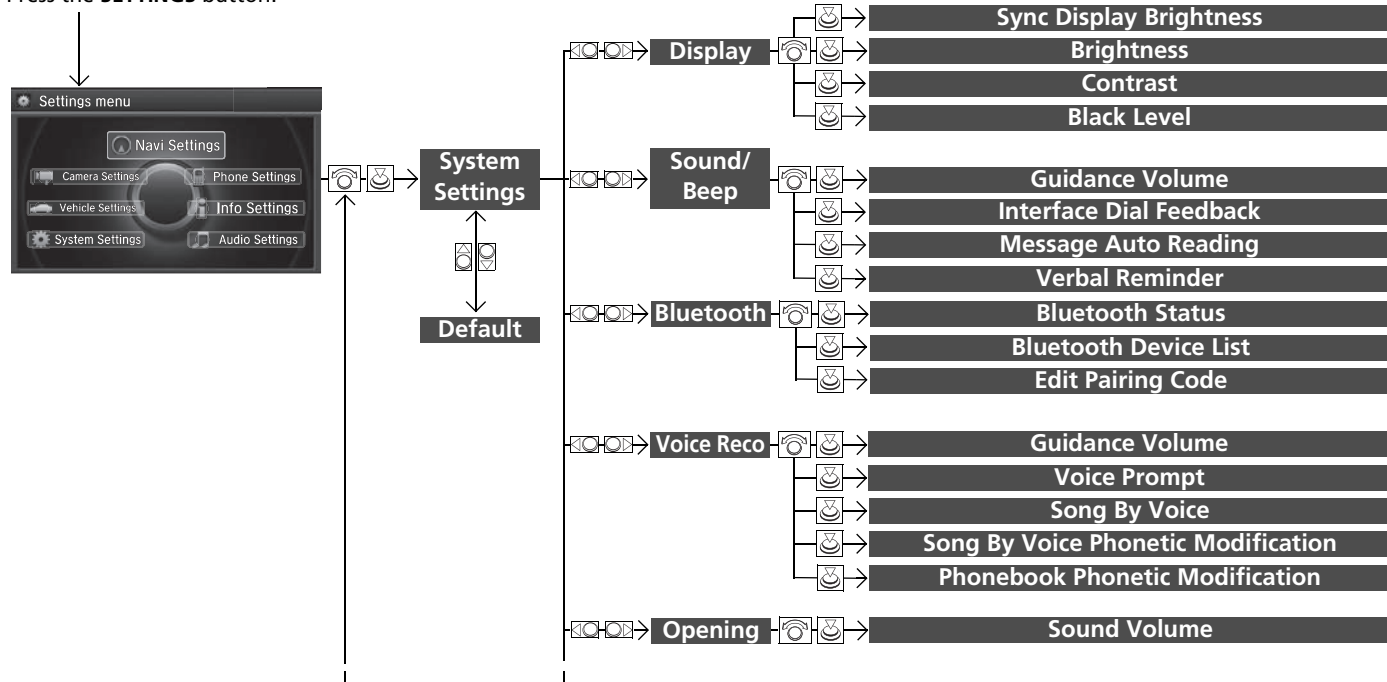 Press the SETTINGS button.
Settings menu
Navi Settings
Camera Settings
Phone Settings
Vehicle Settings
Info Settings
System Settings
Audio Settings
System
Settings
Default
Display
Sync Display Brightness
Brightness
Contrast
Black Level
Sound/
Beep
Guidance Volume
Interface Dial Feedback
Message Auto Reading
Verbal Reminder
Bluetooth
Bluetooth Status
Bluetooth Device List
Edit Pairing Code
Voice Reco
Guidance Volume
Voice Prompt
Song By Voice
Song By Voice Phonetic Modification
Phonebook Phonetic Modification
Opening
Sound Volume